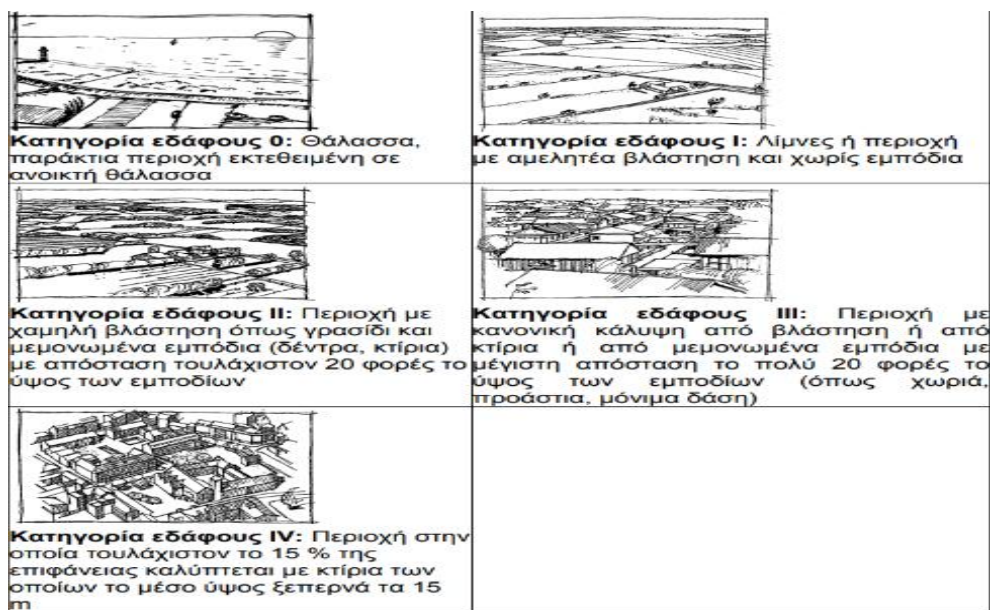 Κατηγορία εδάφους 0: Θάλασσα,
παράκτια περιοχή εκτεθειμένη σε
ανοικτή θάλασσα
Κατηγορία εδάφους I: Λίμνες ή περιοχή
με αμελητέα βλάστηση και χωρίς εμπόδια
Κατηγορία εδάφους II: Περιοχή με
χαμηλή βλάστηση όπως γρασίδι και
μεμονωμένα εμπόδια (δέντρα, κτίρια)
με απόσταση τουλάχιστον 20 φορές το
ύψος των εμποδίων
Κατηγορία εδάφους III: Περιοχή με
κανονική κάλυψη από βλάστηση ή από
κτίρια ή από μεμονωμένα εμπόδια με
μέγιστη απόσταση το πολύ 20 φορές το
ύψος των εμποδίων (όπως χωριά,
προάστια, μόνιμα δάση)
Κατηγορία εδάφους IV: Περιοχή στην
οποία τουλάχιστον το 15 % της
επιφάνειας καλύπτεται με κτίρια των
οποίων το μέσο ύψος ξεπερνά τα 15
m